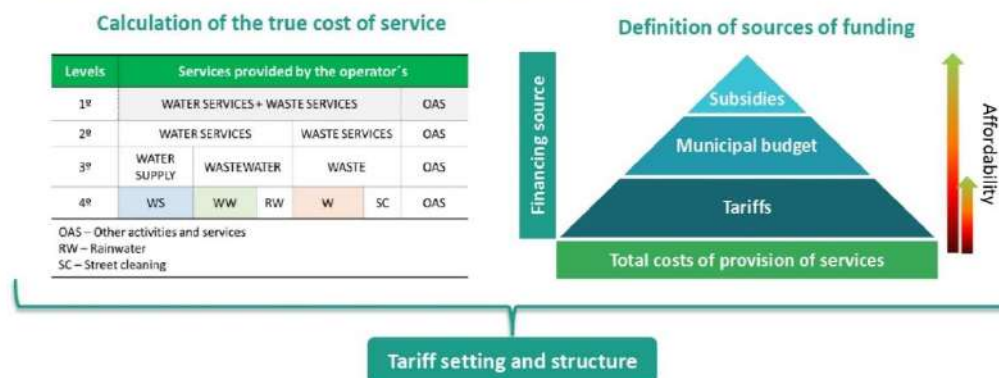 Calculation of the true cost of service
Levels Services provided by the operator´s
1º WATER SERVICES + WASTE SERVICES OAS
2º WATER SERVICES WASTE SERVICES OAS
3º WATER SUPPLY WASTEWATER WASTE OAS
4º WS WW RW W SC OAS
OAS – Other activities and services
RW – Rainwater
SC – Street cleaning
Definition of sources of funding
Financing source
Subsidies
Municipal budget
Tariffs
Total costs of provision of services
Affordability
Tariff setting and structure